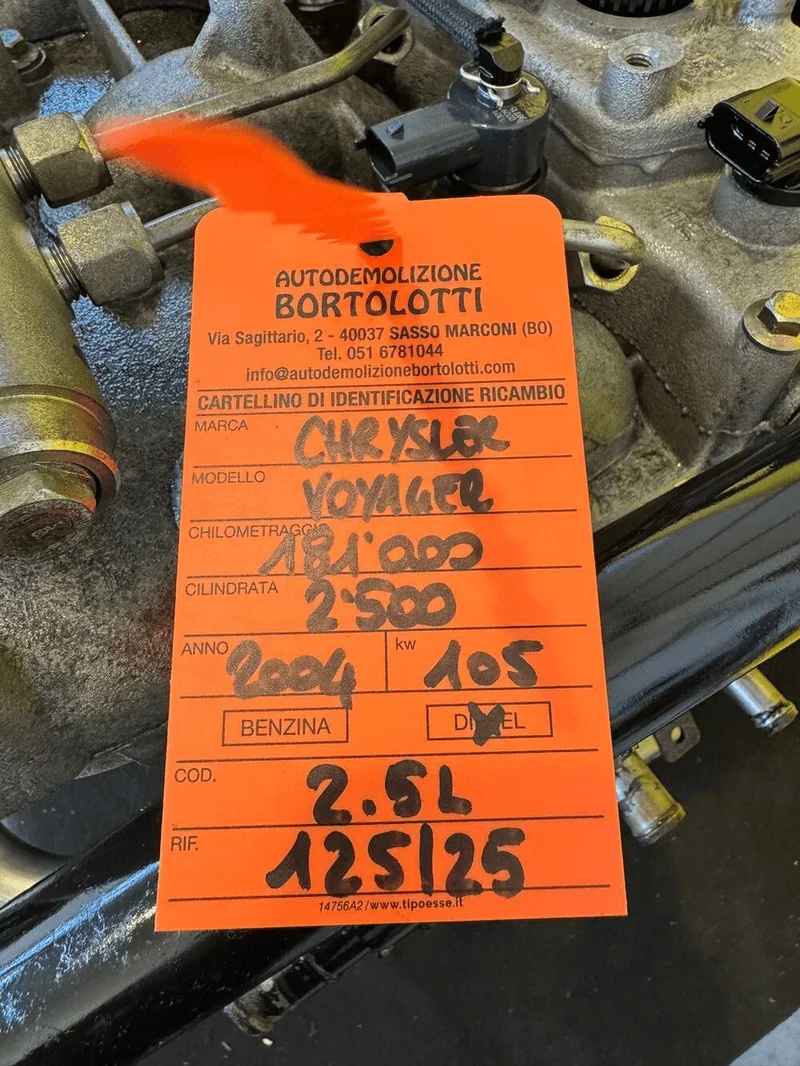 AUTODEMOLIZIONE
BORTOLOTTI
Via Sagittario, 2 - 40037 SASSO MARCONI (BO)
Tel. 051 6781044
info@autodemolizionebortolotti.com
CARTELLINO DI IDENTIFICAZIONE RICAMBIO
MARCA CHRYSLER
MODELLO VOYAGER
CHILOMETRAGGIO 181'000
CILINDRATA 2'500
ANNO 2004 kw 105
BENZINA DIESEL
COD. 2.5L
RIF. 125/25
14756A2/www.tipoesse.it